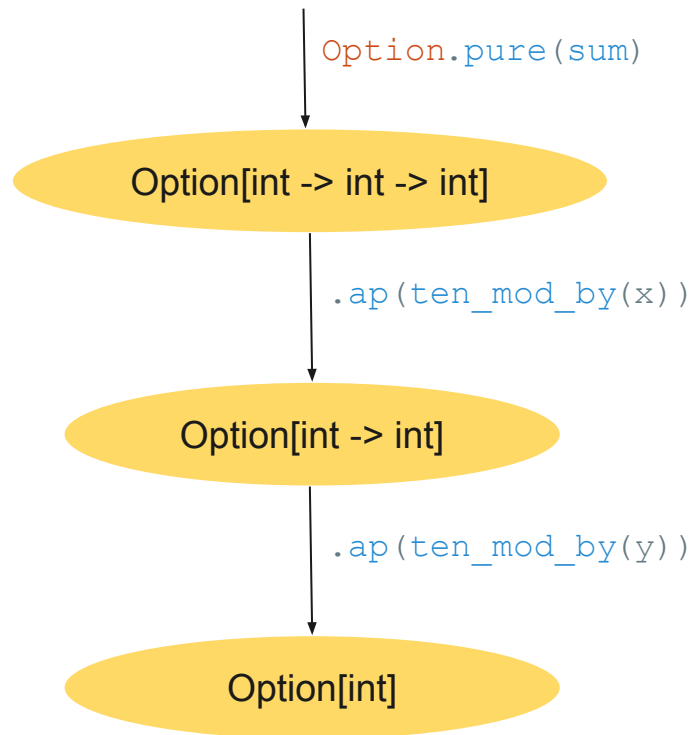 Option.pure(sum)
Option[int -> int -> int]
.ap(ten_mod_by(x))
Option[int -> int]
.ap(ten_mod_by(y))
Option[int]